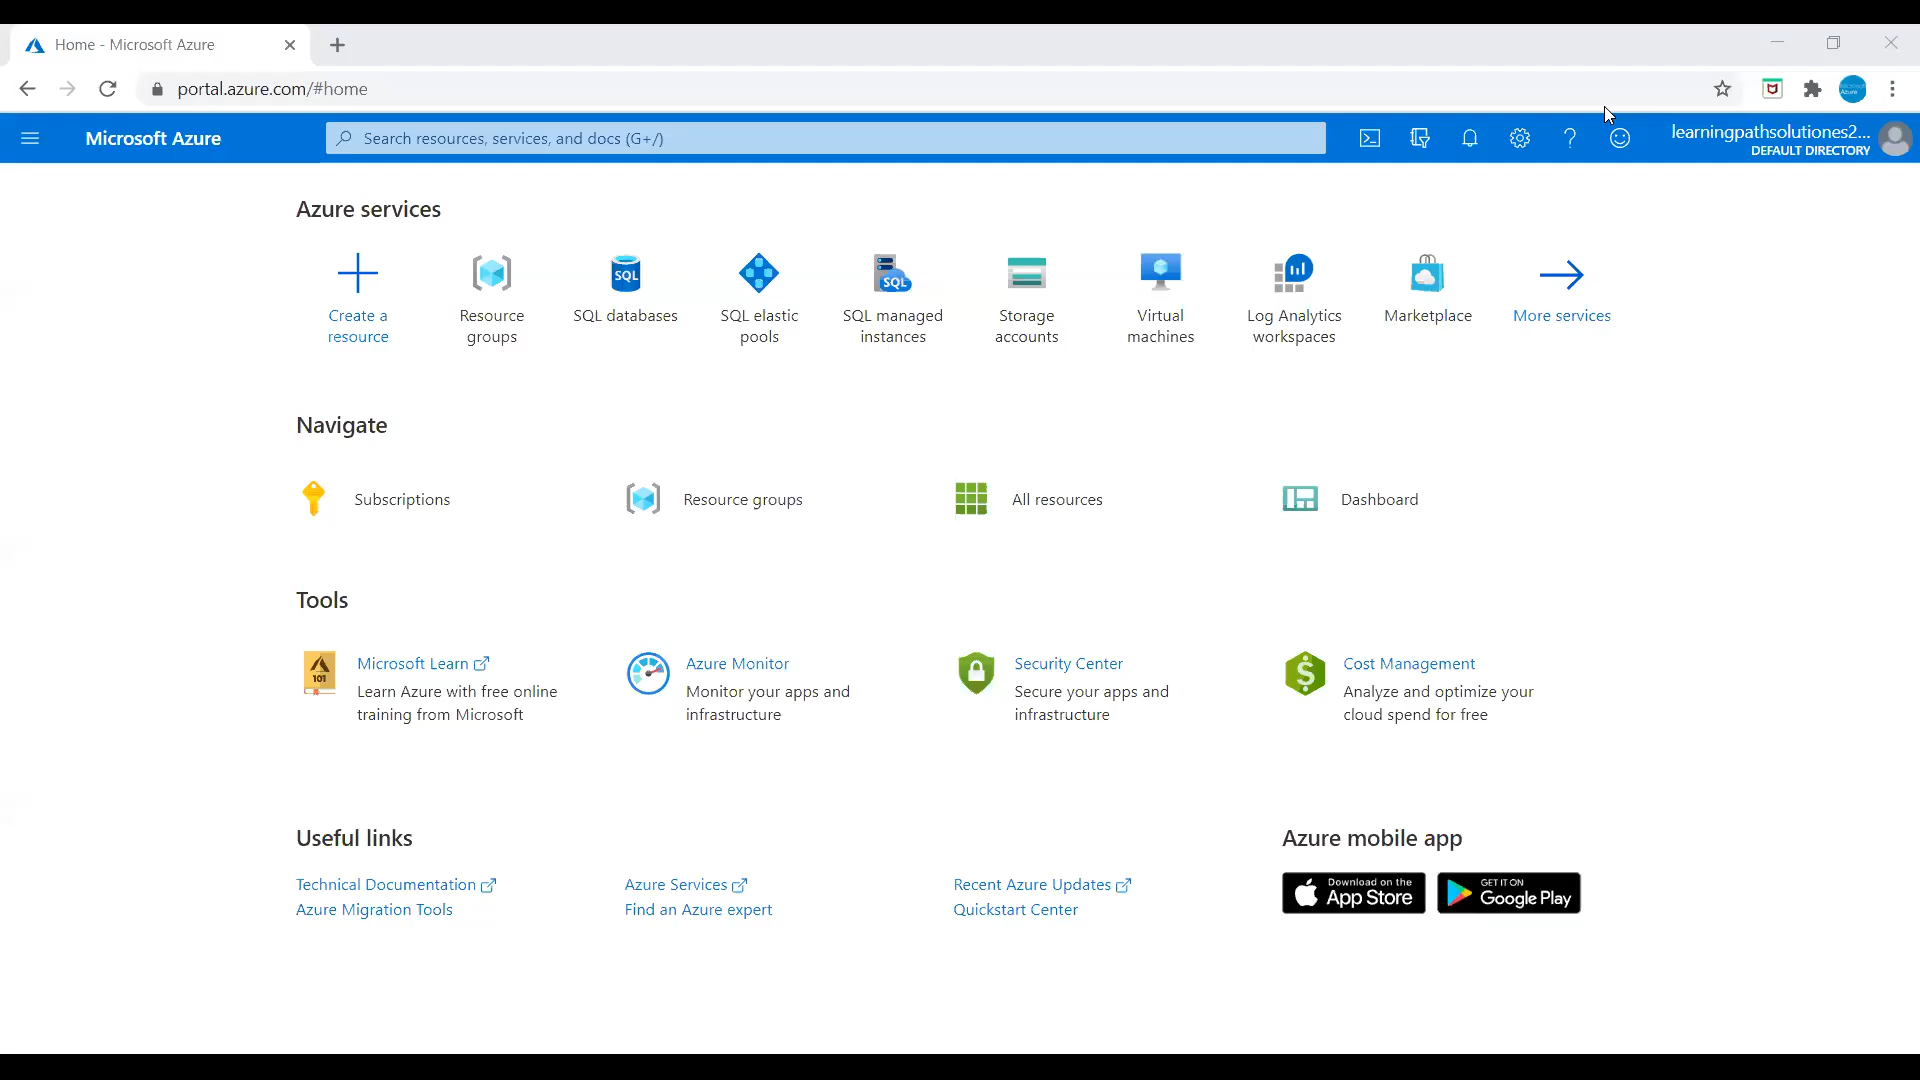 Home - Microsoft Azure
portal.azure.com/#home
Microsoft Azure
Search resources, services, and docs (G+/)
learningpathsolutiones2...
DEFAULT DIRECTORY
Azure services
Create a
resource
Resource
groups
SQL
SQL databases
SQL elastic
pools
SQL
SQL managed
instances
Storage
accounts
Virtual
machines
Log Analytics
workspaces
Marketplace
More services
Navigate
Subscriptions
Resource groups
All resources
Dashboard
Tools
101
Microsoft Learn
Learn Azure with free online
training from Microsoft
Azure Monitor
Monitor your apps and
infrastructure
Security Center
Secure your apps and
infrastructure
$
Cost Management
Analyze and optimize your
cloud spend for free
Useful links
Technical Documentation
Azure Services
Recent Azure Updates
Azure Migration Tools
Find an Azure expert
Quickstart Center
Azure mobile app
Download on the
App Store
GET IT ON
Google Play